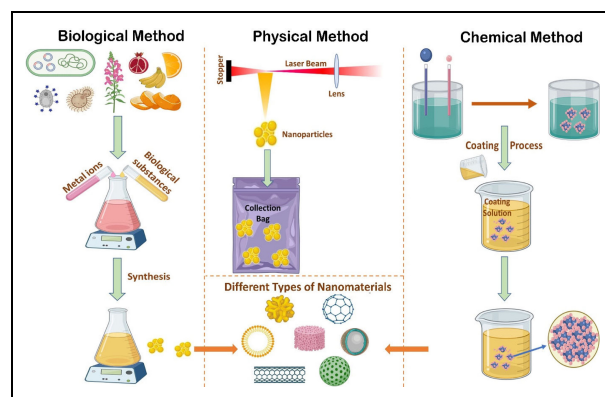 Biological Method
Physical Method
Chemical Method
Stopper
Laser Beam
Lens
Nanoparticles
Collection
Bag
Metal ions
Biological
substances
Synthesis
Coating Process
Coating
Solution
Different Types of Nanomaterials